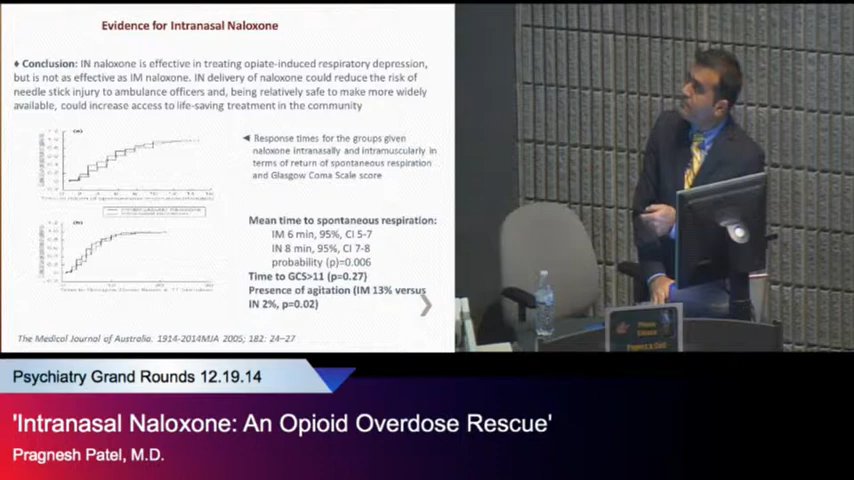 Evidence for Intranasal Naloxone
♦ Conclusion: IN naloxone is effective in treating opiate-induced respiratory depression,
but is not as effective as IM naloxone. IN delivery of naloxone could reduce the risk of
needle stick injury to ambulance officers and, being relatively safe to make more widely
available, could increase access to life-saving treatment in the community
(a)
◄ Response times for the groups given
naloxone intranasally and intramuscularly in
terms of return of spontaneous respiration
and Glasgow Coma Scale score
(b)
Mean time to spontaneous respiration:
IM 6 min, 95%, CI 5-7
IN 8 min, 95%, CI 7-8
probability (p)=0.006
Time to GCS>11 (p=0.27)
Presence of agitation (IM 13% versus
IN 2%, p=0.02)
The Medical Journal of Australia. 1914-2014MJA 2005; 182: 24–27
Psychiatry Grand Rounds 12.19.14
'Intranasal Naloxone: An Opioid Overdose Rescue'
Pragnesh Patel, M.D.